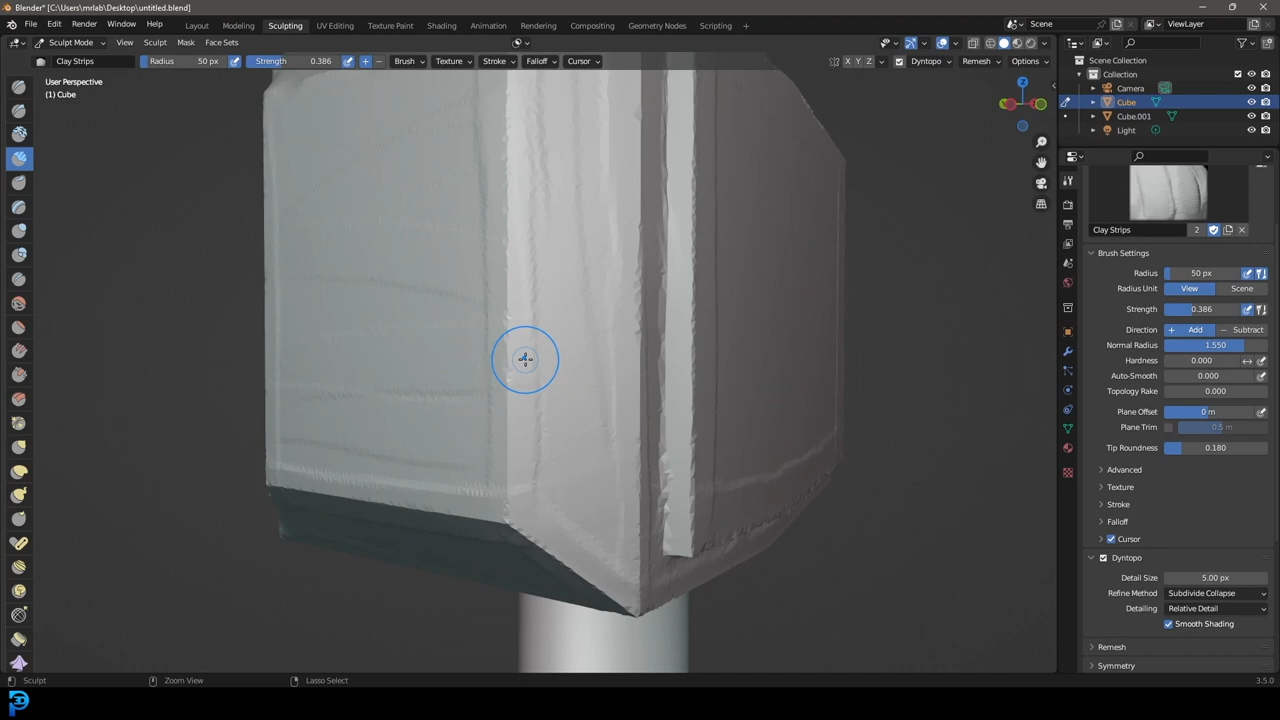 Blender* [C:\Users\mrlab\Desktop\untitled.blend]
File Edit Render Window Help Layout Modeling Sculpting UV Editing Texture Paint Shading Animation Rendering Compositing Geometry Nodes Scripting + Scene ViewLayer
Sculpt Mode View Sculpt Mask Face Sets
Clay Strips Radius 50 px Strength 0.386 + − Brush Texture Stroke Falloff Cursor X Y Z Dyntopo Remesh Options
User Perspective
(1) Cube
Z
Scene Collection
Collection
Camera
Cube
Cube.001
Light
Clay Strips 2
Brush Settings
Radius 50 px
Radius Unit View Scene
Strength 0.386
Direction + Add − Subtract
Normal Radius 1.550
Hardness 0.000
Auto-Smooth 0.000
Topology Rake 0.000
Plane Offset 0 m
Plane Trim 0.5 m
Tip Roundness 0.180
Advanced
Texture
Stroke
Falloff
Cursor
Dyntopo
Detail Size 5.00 px
Refine Method Subdivide Collapse
Detailing Relative Detail
Smooth Shading
Remesh
Symmetry
Sculpt Zoom View Lasso Select 3.5.0